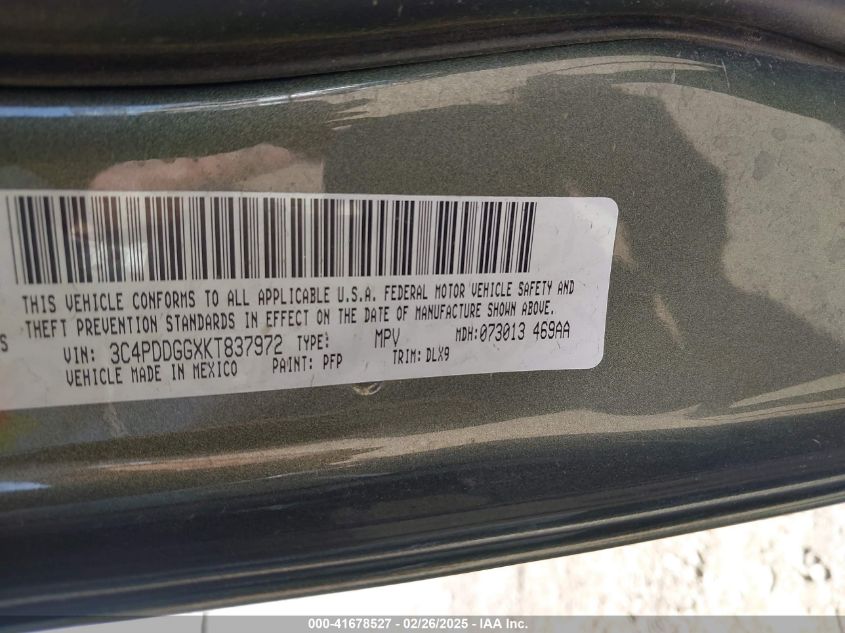 THIS VEHICLE CONFORMS TO ALL APPLICABLE U.S.A. FEDERAL MOTOR VEHICLE SAFETY AND
THEFT PREVENTION STANDARDS IN EFFECT ON THE DATE OF MANUFACTURE SHOWN ABOVE.
VIN: 3C4PDDGGXKT837972 TYPE: MPV MDH:073013 469AA
VEHICLE MADE IN MEXICO PAINT: PFP TRIM: DLX9
000-41678527 - 02/26/2025 - IAA Inc.